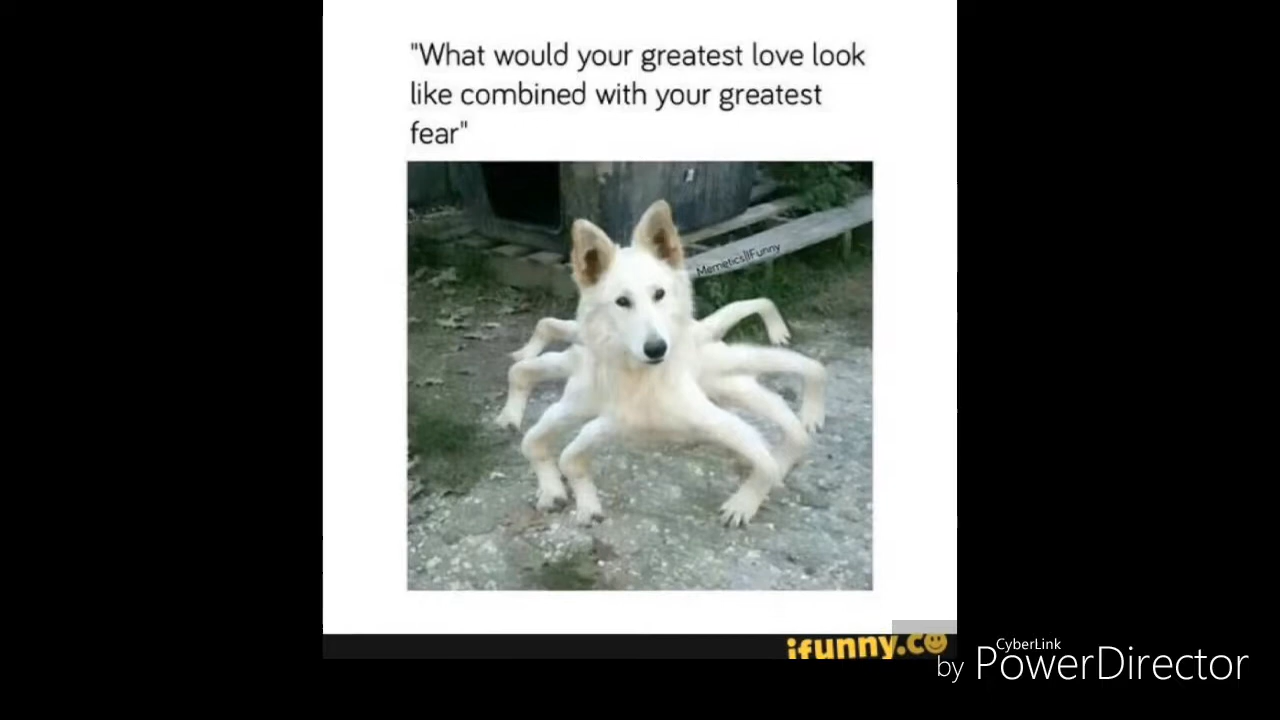 "What would your greatest love look
like combined with your greatest
fear"
Memetics||Funny
ifunny.co
CyberLink
by PowerDirector